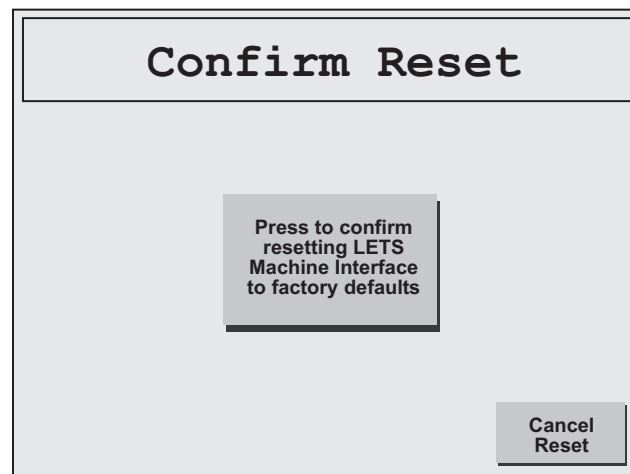 Confirm Reset
Press to confirm
resetting LETS
Machine Interface
to factory defaults
Cancel
Reset